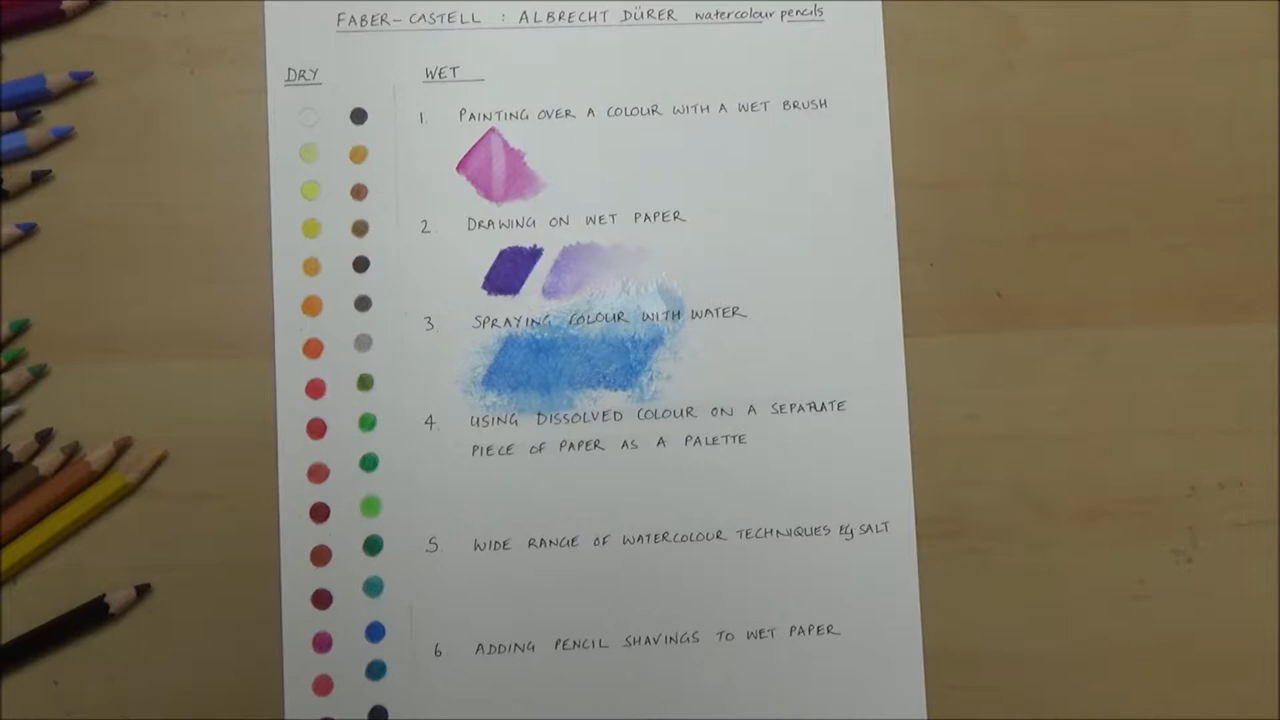 FABER-CASTELL : ALBRECHT DÜRER watercolour pencils
DRY
WET
1. PAINTING OVER A COLOUR WITH A WET BRUSH
2. DRAWING ON WET PAPER
3. SPRAYING COLOUR WITH WATER
4. USING DISSOLVED COLOUR ON A SEPARATE
PIECE OF PAPER AS A PALETTE
5. WIDE RANGE OF WATERCOLOUR TECHNIQUES EG SALT
6 ADDING PENCIL SHAVINGS TO WET PAPER